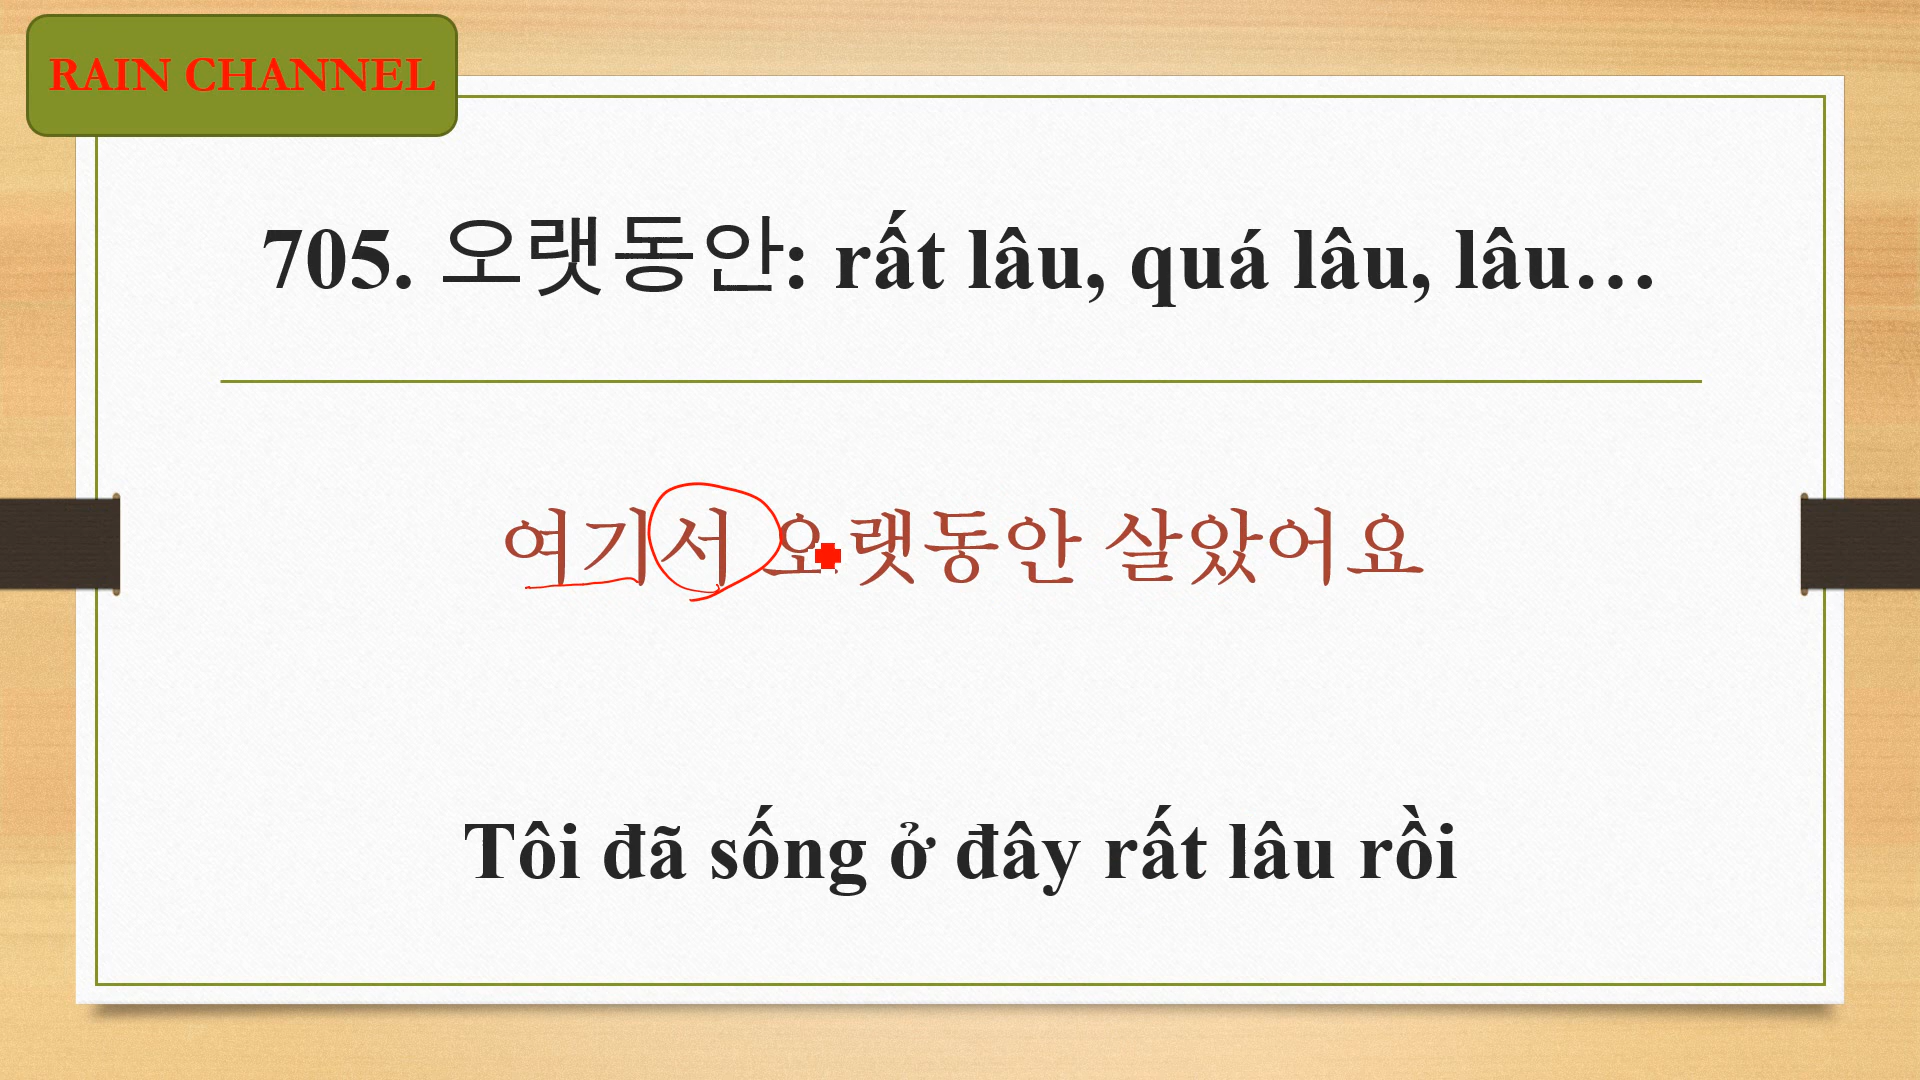 RAIN CHANNEL
705. 오랫동안: rất lâu, quá lâu, lâu…
여기서 오랫동안 살았어요
Tôi đã sống ở đây rất lâu rồi